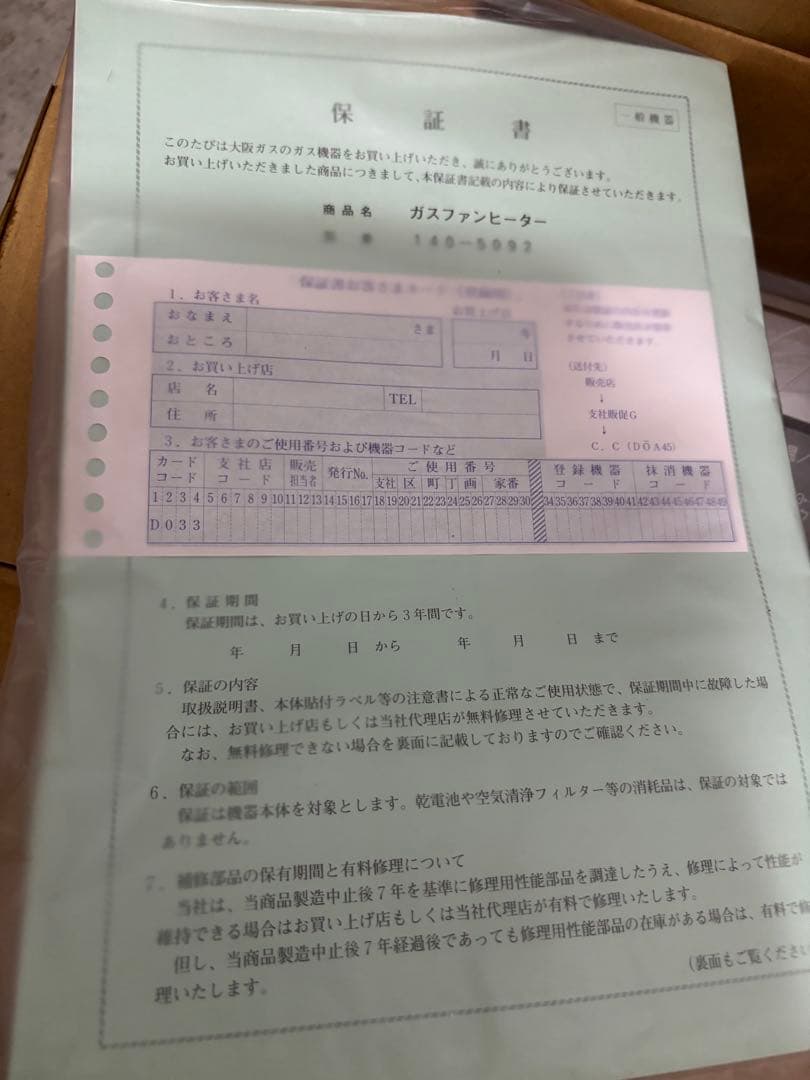 保証書
一般機器
このたびは大阪ガスのガス機器をお買い上げいただき、誠にありがとうございます。
お買い上げいただきました商品につきまして、本保証書記載の内容により保証させていただきます。
商品名 ガスファンヒーター
140-5092
1. お客さま名
おなまえ さま
おところ
年
月 日
2. お買い上げ店
店名 TEL
住所
(送付先)
販売店
↓
支社販促G
↓
C. C (DŌA45)
3. お客さまのご使用番号および機器コードなど
カードコード 支社店コード 販売担当者 発行No. ご使用番号 登録機器コード 抹消機器コード
支社 区 町 丁 画 家番
1 2 3 4 5 6 7 8 9 10 11 12 13 14 15 16 17 18 19 20 21 22 23 24 25 26 27 28 29 30 34 35 36 37 38 39 40 41 42 43 44 45 46 47 48 49
D 0 3 3
4. 保証期間
保証期間は、お買い上げの日から3年間です。
年 月 日 から 年 月 日 まで
5. 保証の内容
取扱説明書、本体貼付ラベル等の注意書による正常なご使用状態で、保証期間中に故障した場
合には、お買い上げ店もしくは当社代理店が無料修理させていただきます。
なお、無料修理できない場合を裏面に記載しておりますのでご確認ください。
6. 保証の範囲
保証は機器本体を対象とします。乾電池や空気清浄フィルター等の消耗品は、保証の対象では
ありません。
7. 補修部品の保有期間と有料修理について
当社は、当商品製造中止後7年を基準に修理用性能部品を調達したうえ、修理によって性能が
維持できる場合はお買い上げ店もしくは当社代理店が有料で修理いたします。
但し、当商品製造中止後7年経過後であっても修理用性能部品の在庫がある場合は、有料で修
理いたします。
(裏面もご覧ください